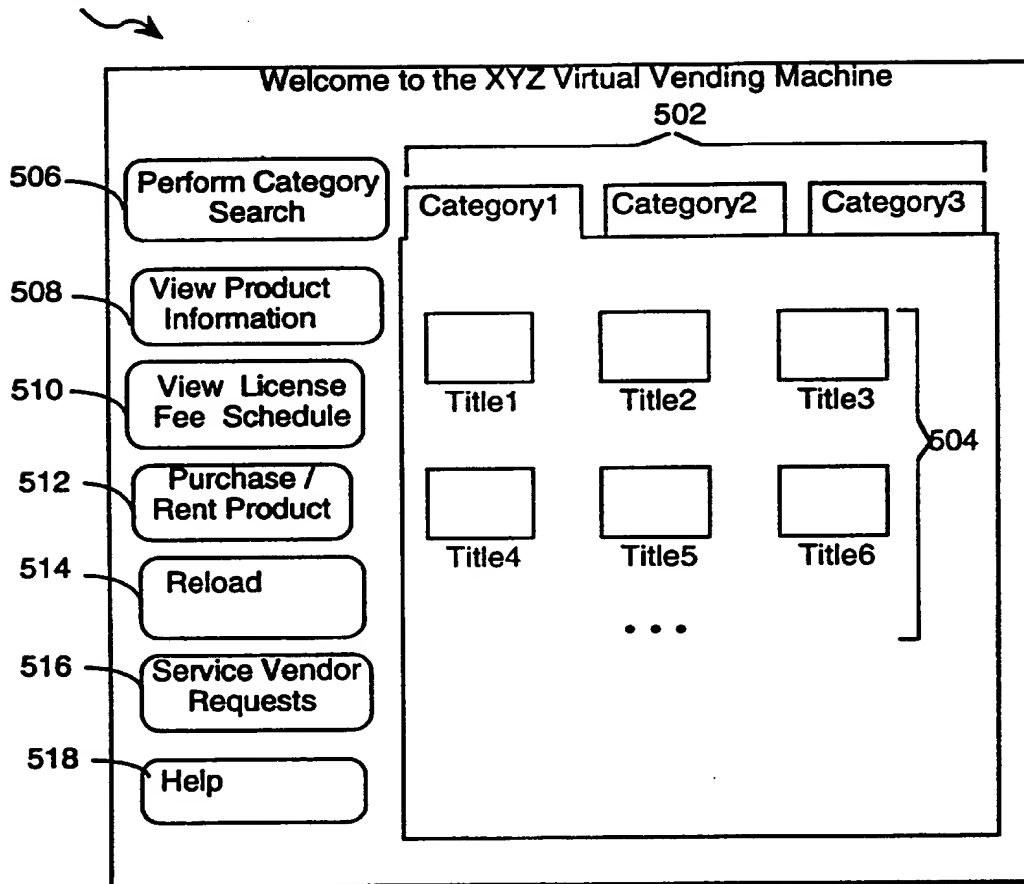 Welcome to the XYZ Virtual Vending Machine
502
506
Perform Category
Search
Category1
Category2
Category3
508
View Product
Information
510
View License
Fee Schedule
Title1
Title2
Title3
504
512
Purchase /
Rent Product
514
Reload
Title4
Title5
Title6
• • •
516
Service Vendor
Requests
518
Help